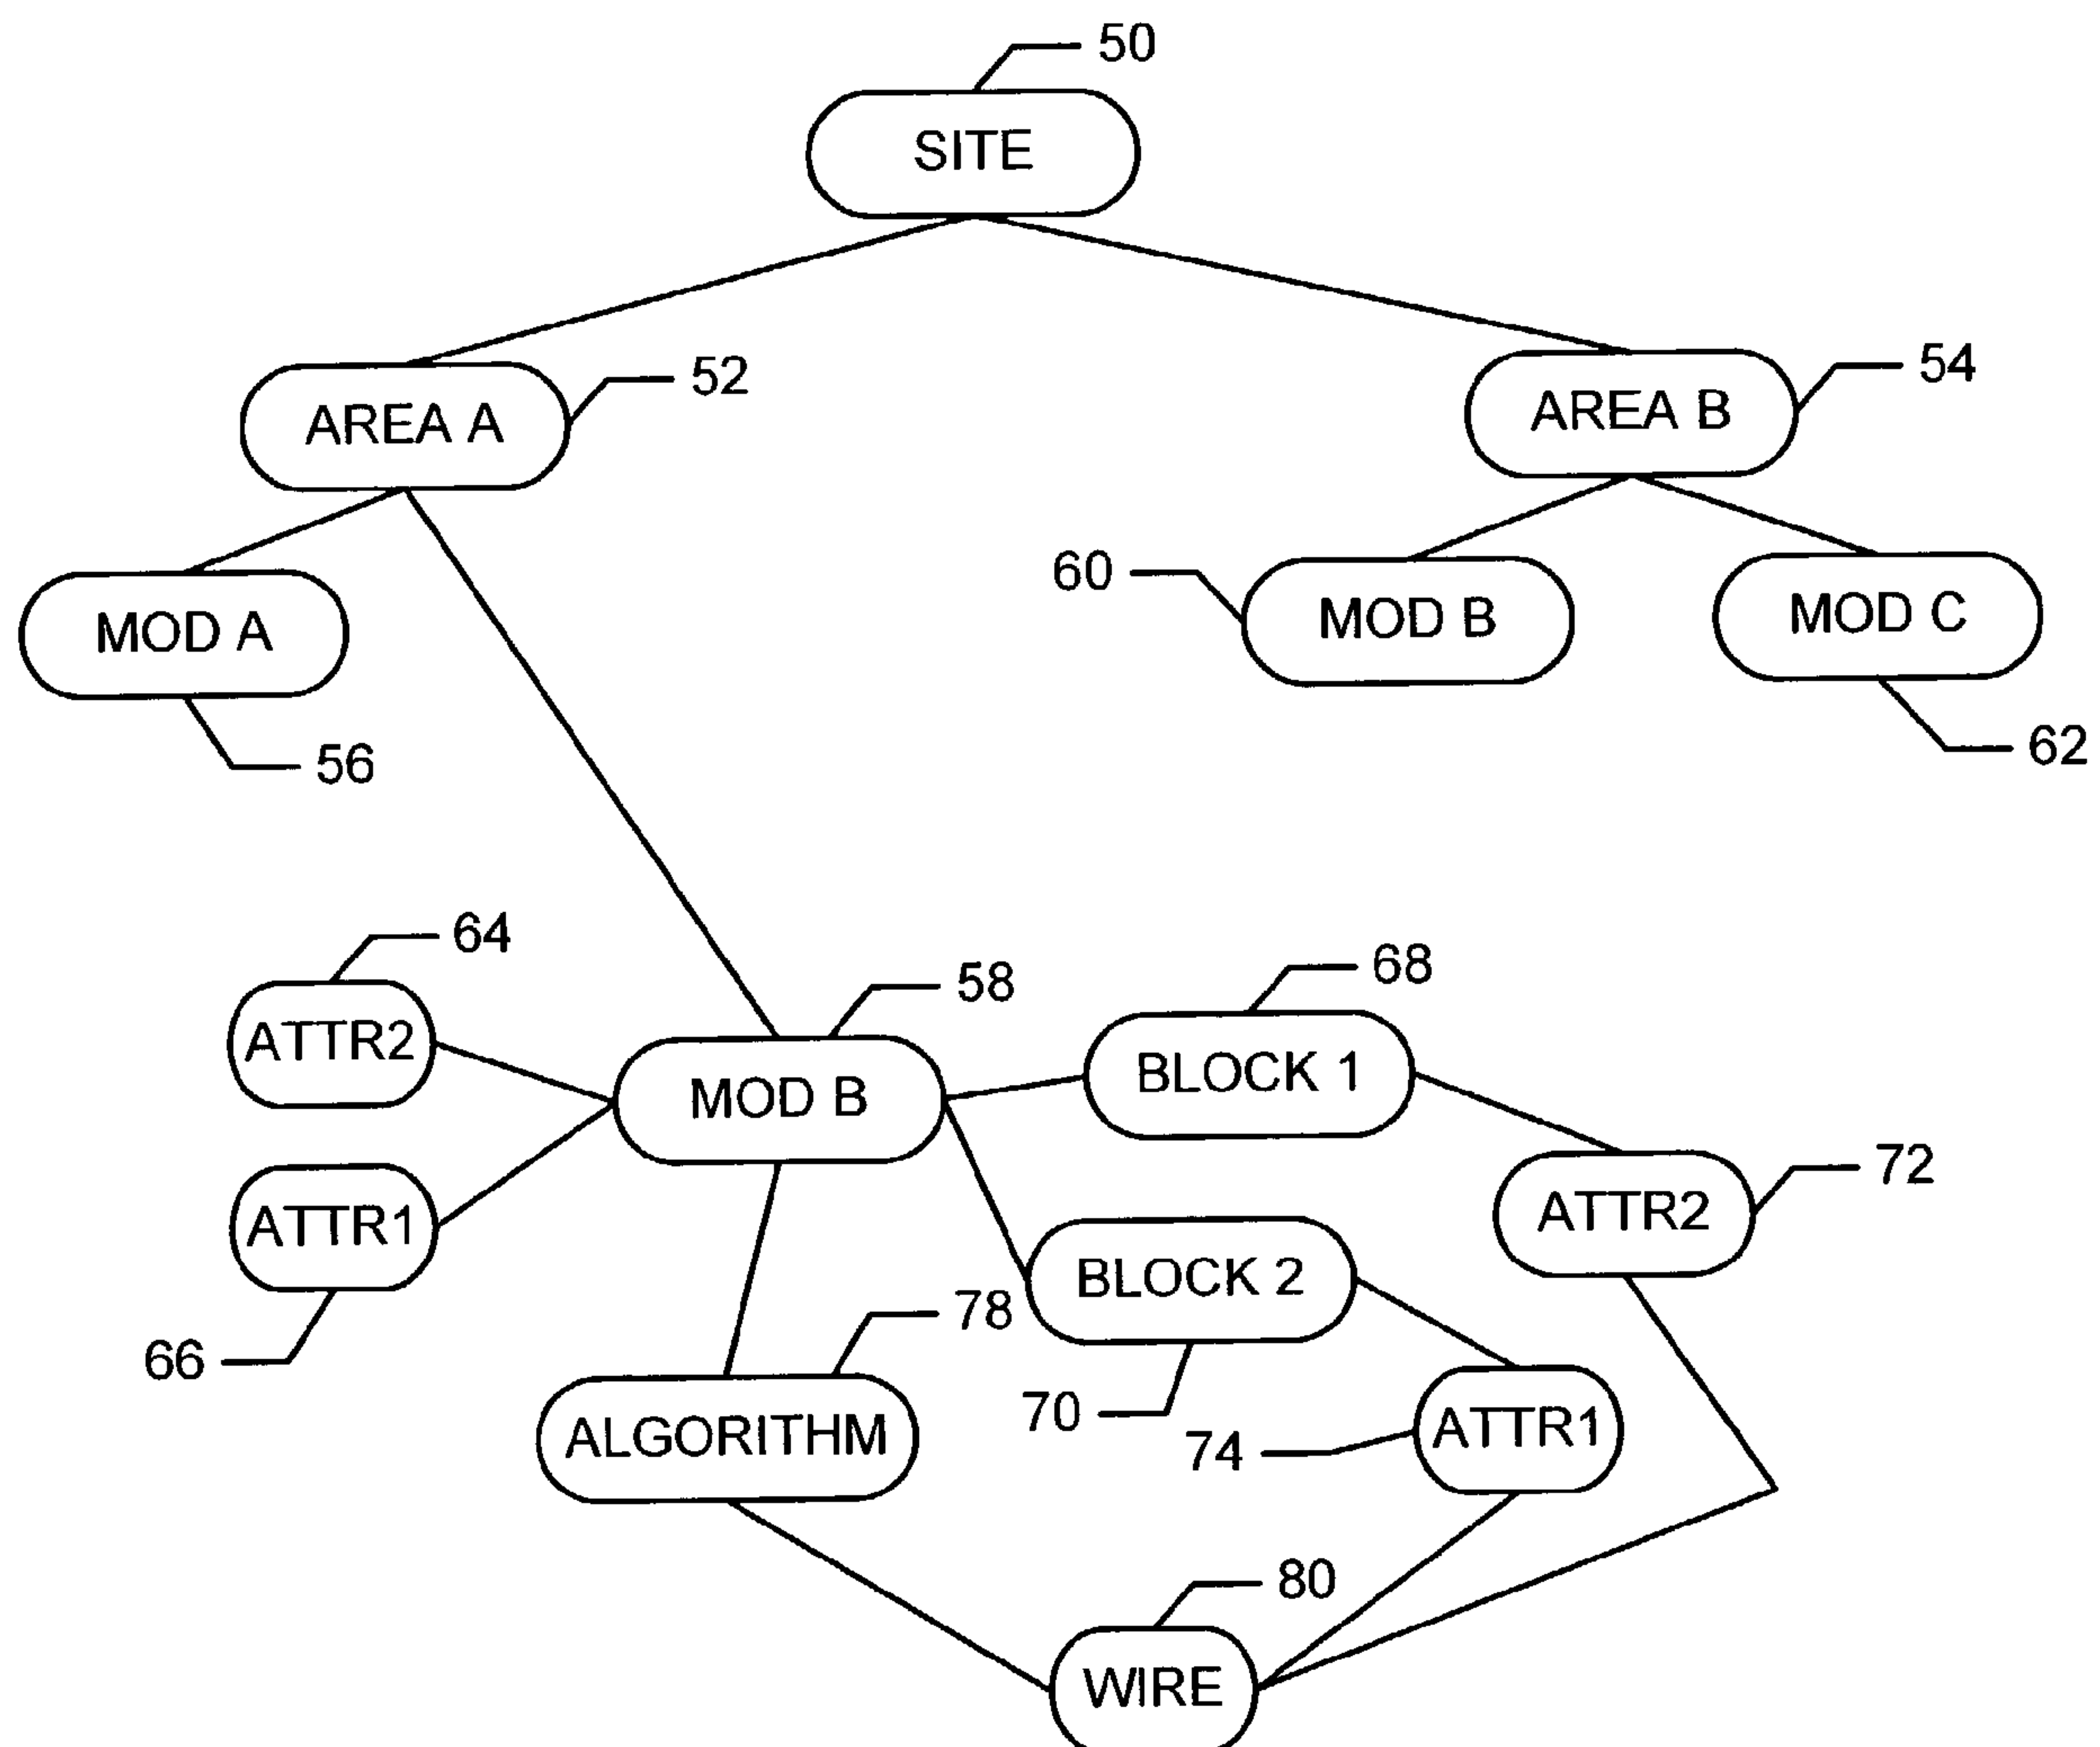 50
SITE
52
AREA A
54
AREA B
MOD A
56
60
MOD B
MOD C
62
64
ATTR2
58
MOD B
68
BLOCK 1
72
ATTR2
ATTR1
66
BLOCK 2
70
78
ALGORITHM
74
ATTR1
80
WIRE